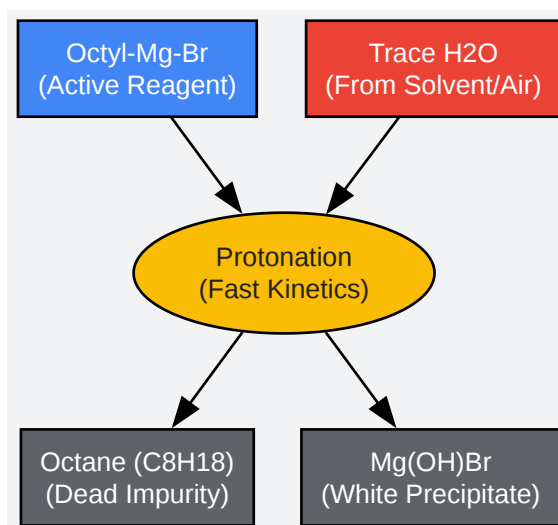 Octyl-Mg-Br
(Active Reagent)
Trace H2O
(From Solvent/Air)
Protonation
(Fast Kinetics)
Octane (C8H18)
(Dead Impurity)
Mg(OH)Br
(White Precipitate)